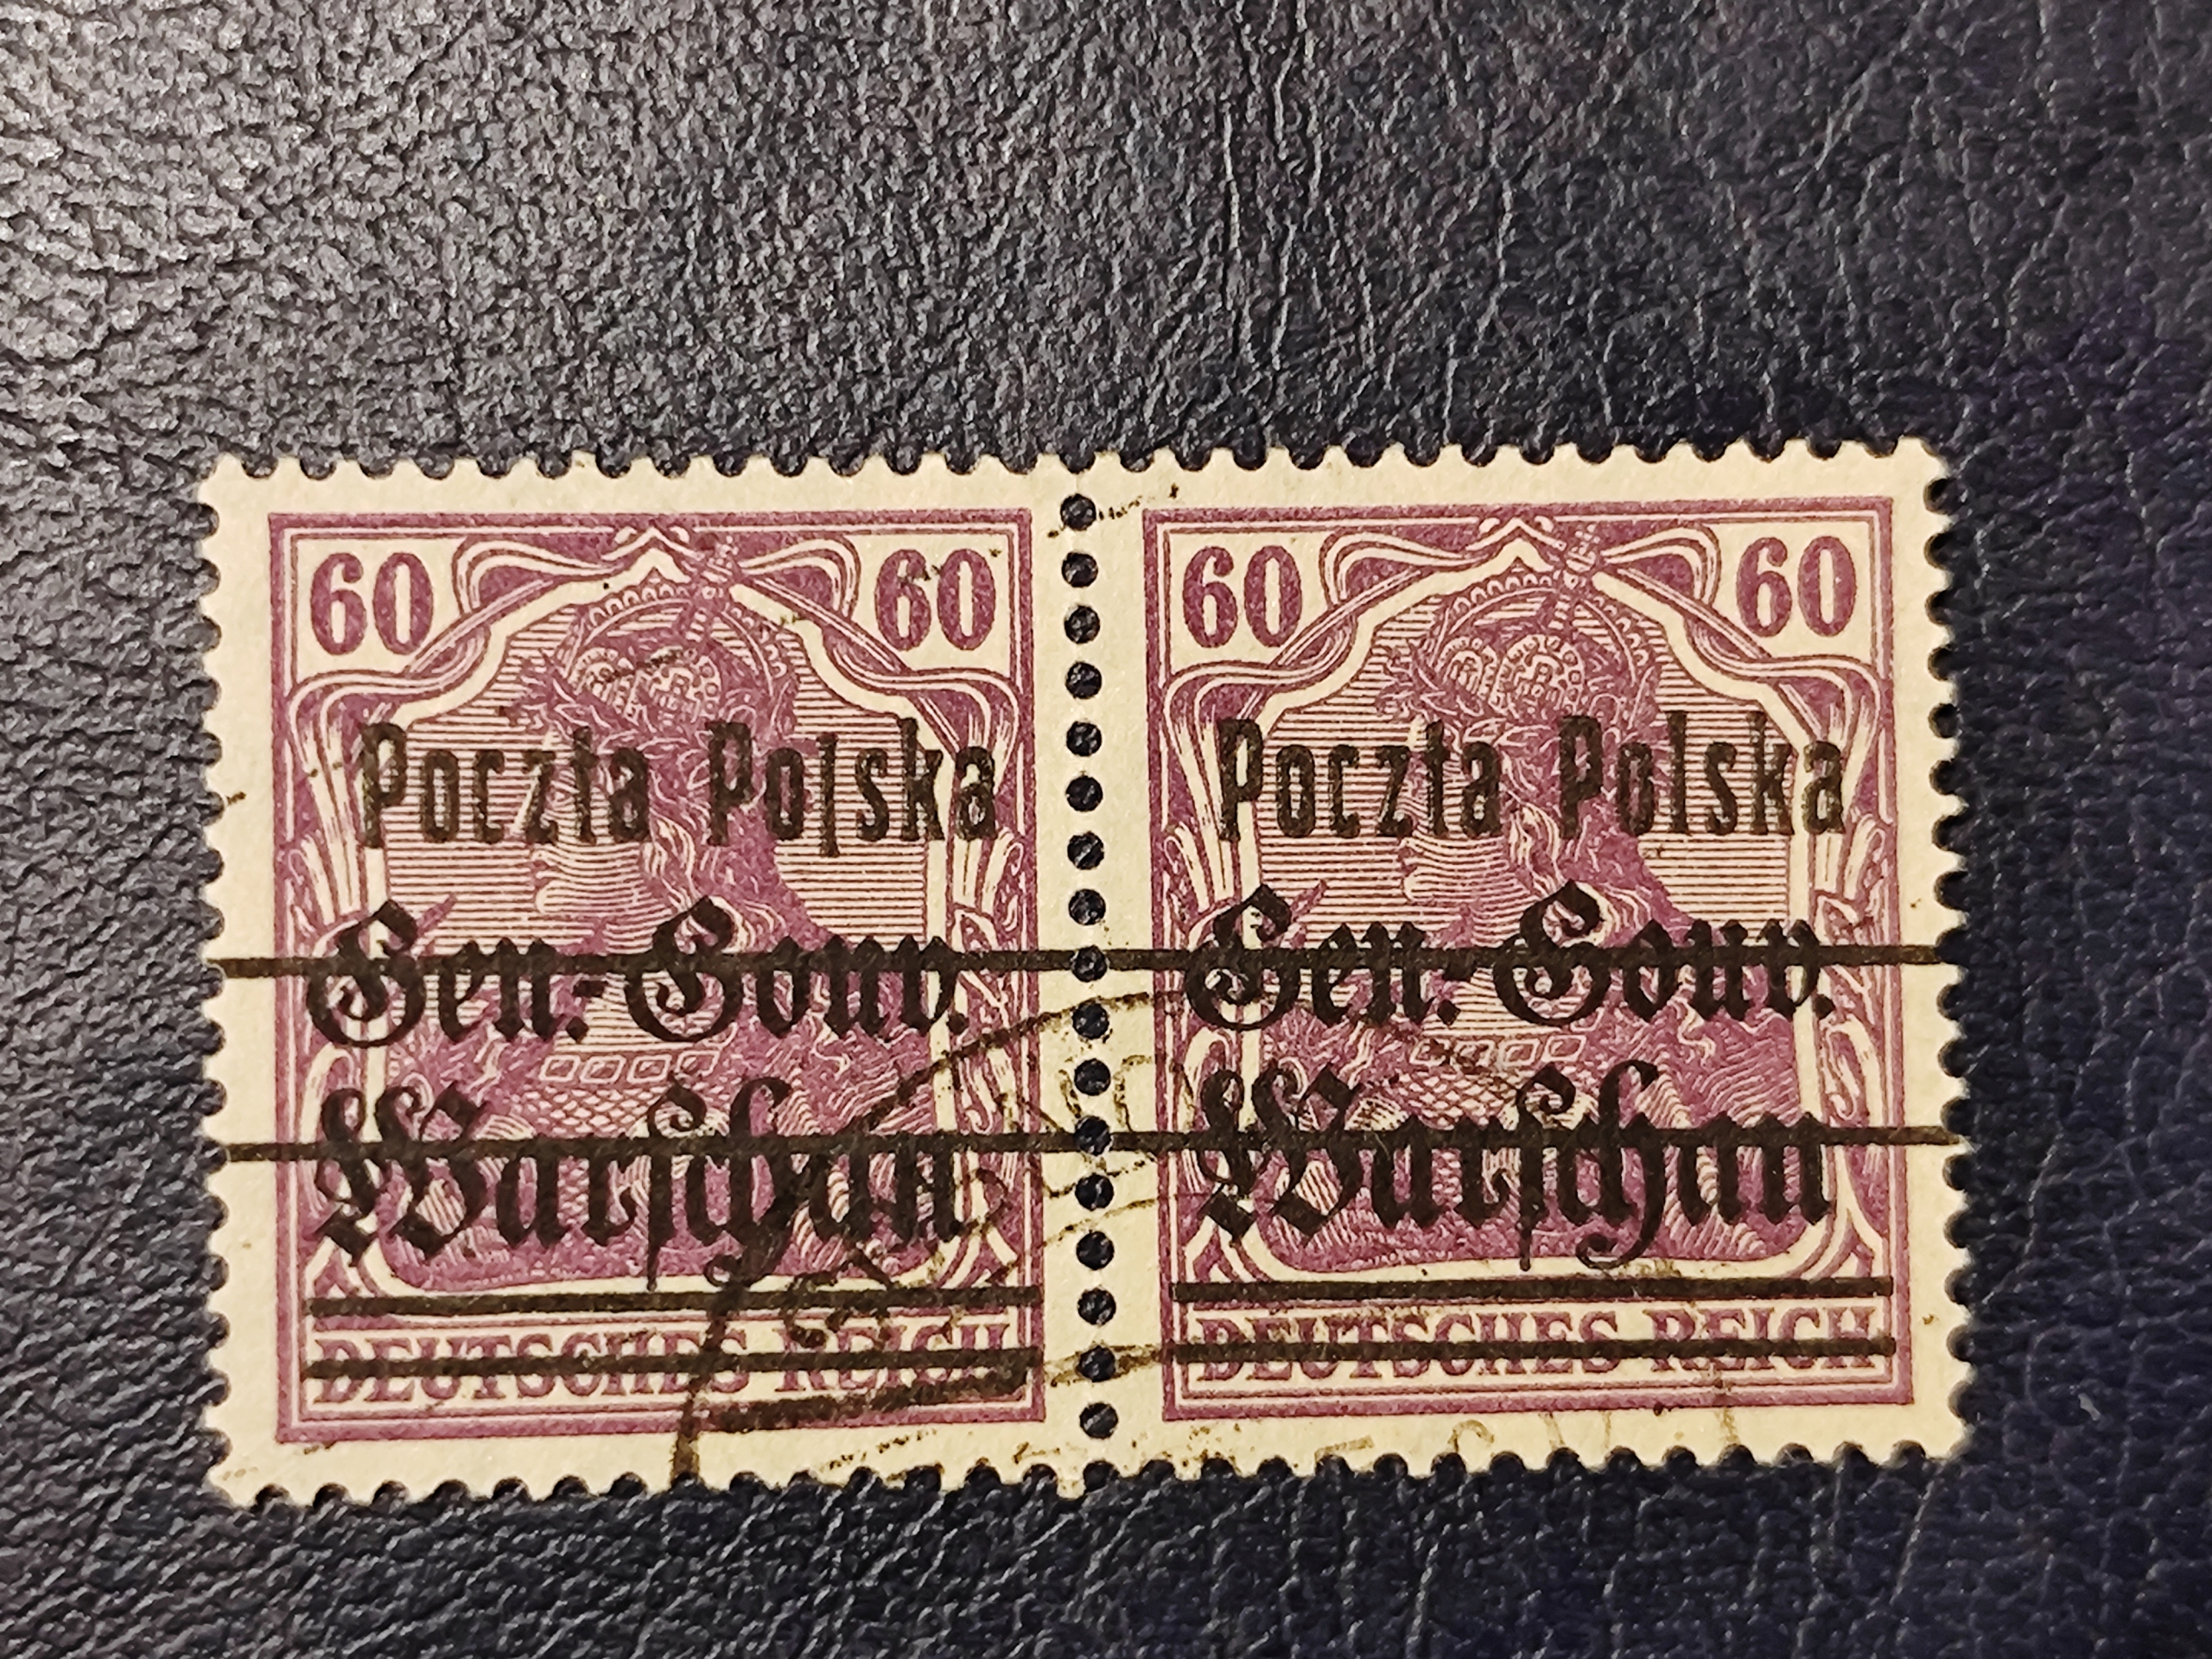 60 60
Poczta Polska
Gen.-Gouv.
Warschau
DEUTSCHES REICH
60 60
Poczta Polska
Gen.-Gouv.
Warschau
DEUTSCHES REICH